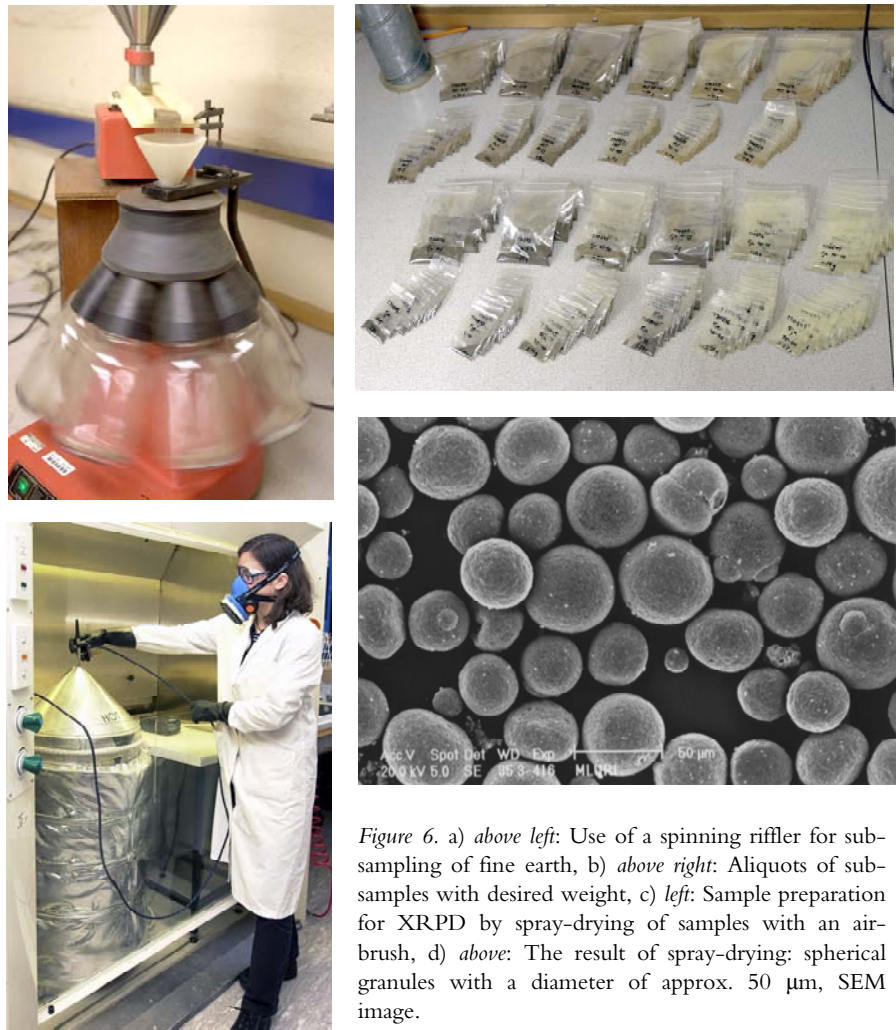 HOT
Acc.V Spot Det WD Exp 50 µm
20.0 kV 5.0 SE 35.3 416 MLURI
Figure 6. a) above left: Use of a spinning riffler for sub-
sampling of fine earth, b) above right: Aliquots of sub-
samples with desired weight, c) left: Sample preparation
for XRPD by spray-drying of samples with an air-
brush, d) above: The result of spray-drying: spherical
granules with a diameter of approx. 50 µm, SEM
image.